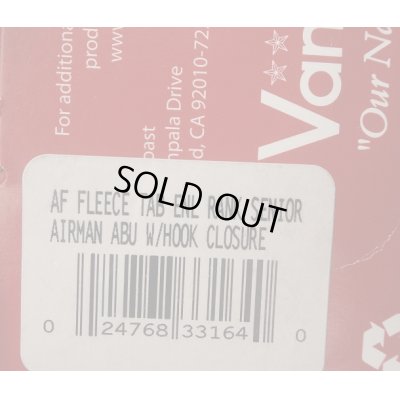 For additional
prod
www
oast
mpala Drive
d, CA 92010-72
Van
"Our Na
AF FLEECE TAB ENL RANK SENIOR
AIRMAN ABU W/HOOK CLOSURE
SOLD OUT
0 24768 33164 0